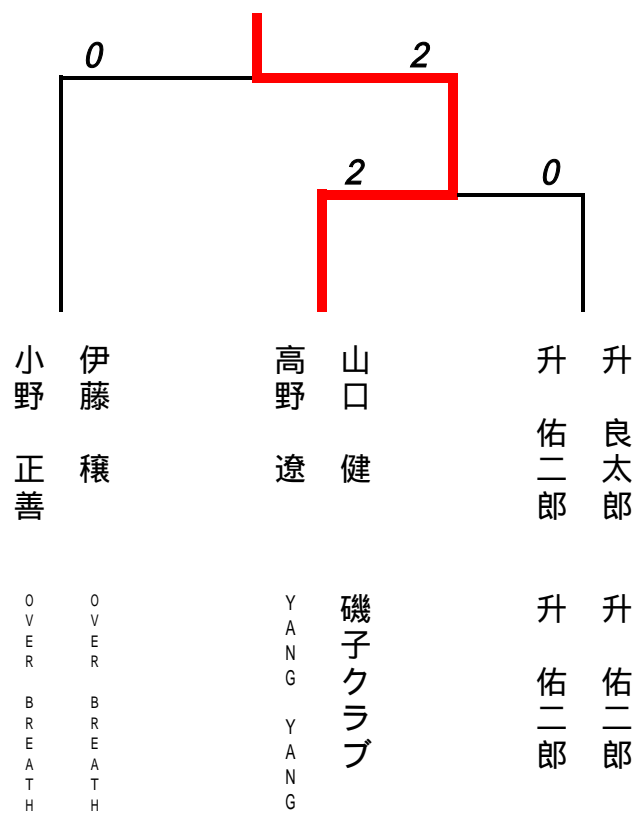 0
2
2
0
伊藤 穣
小野 正善
山口 健
高野 遼
升 良太郎
升 佑二郎
OVER BREATH
OVER BREATH
磯子クラブ
YANG YANG
升 佑二郎
升 佑二郎